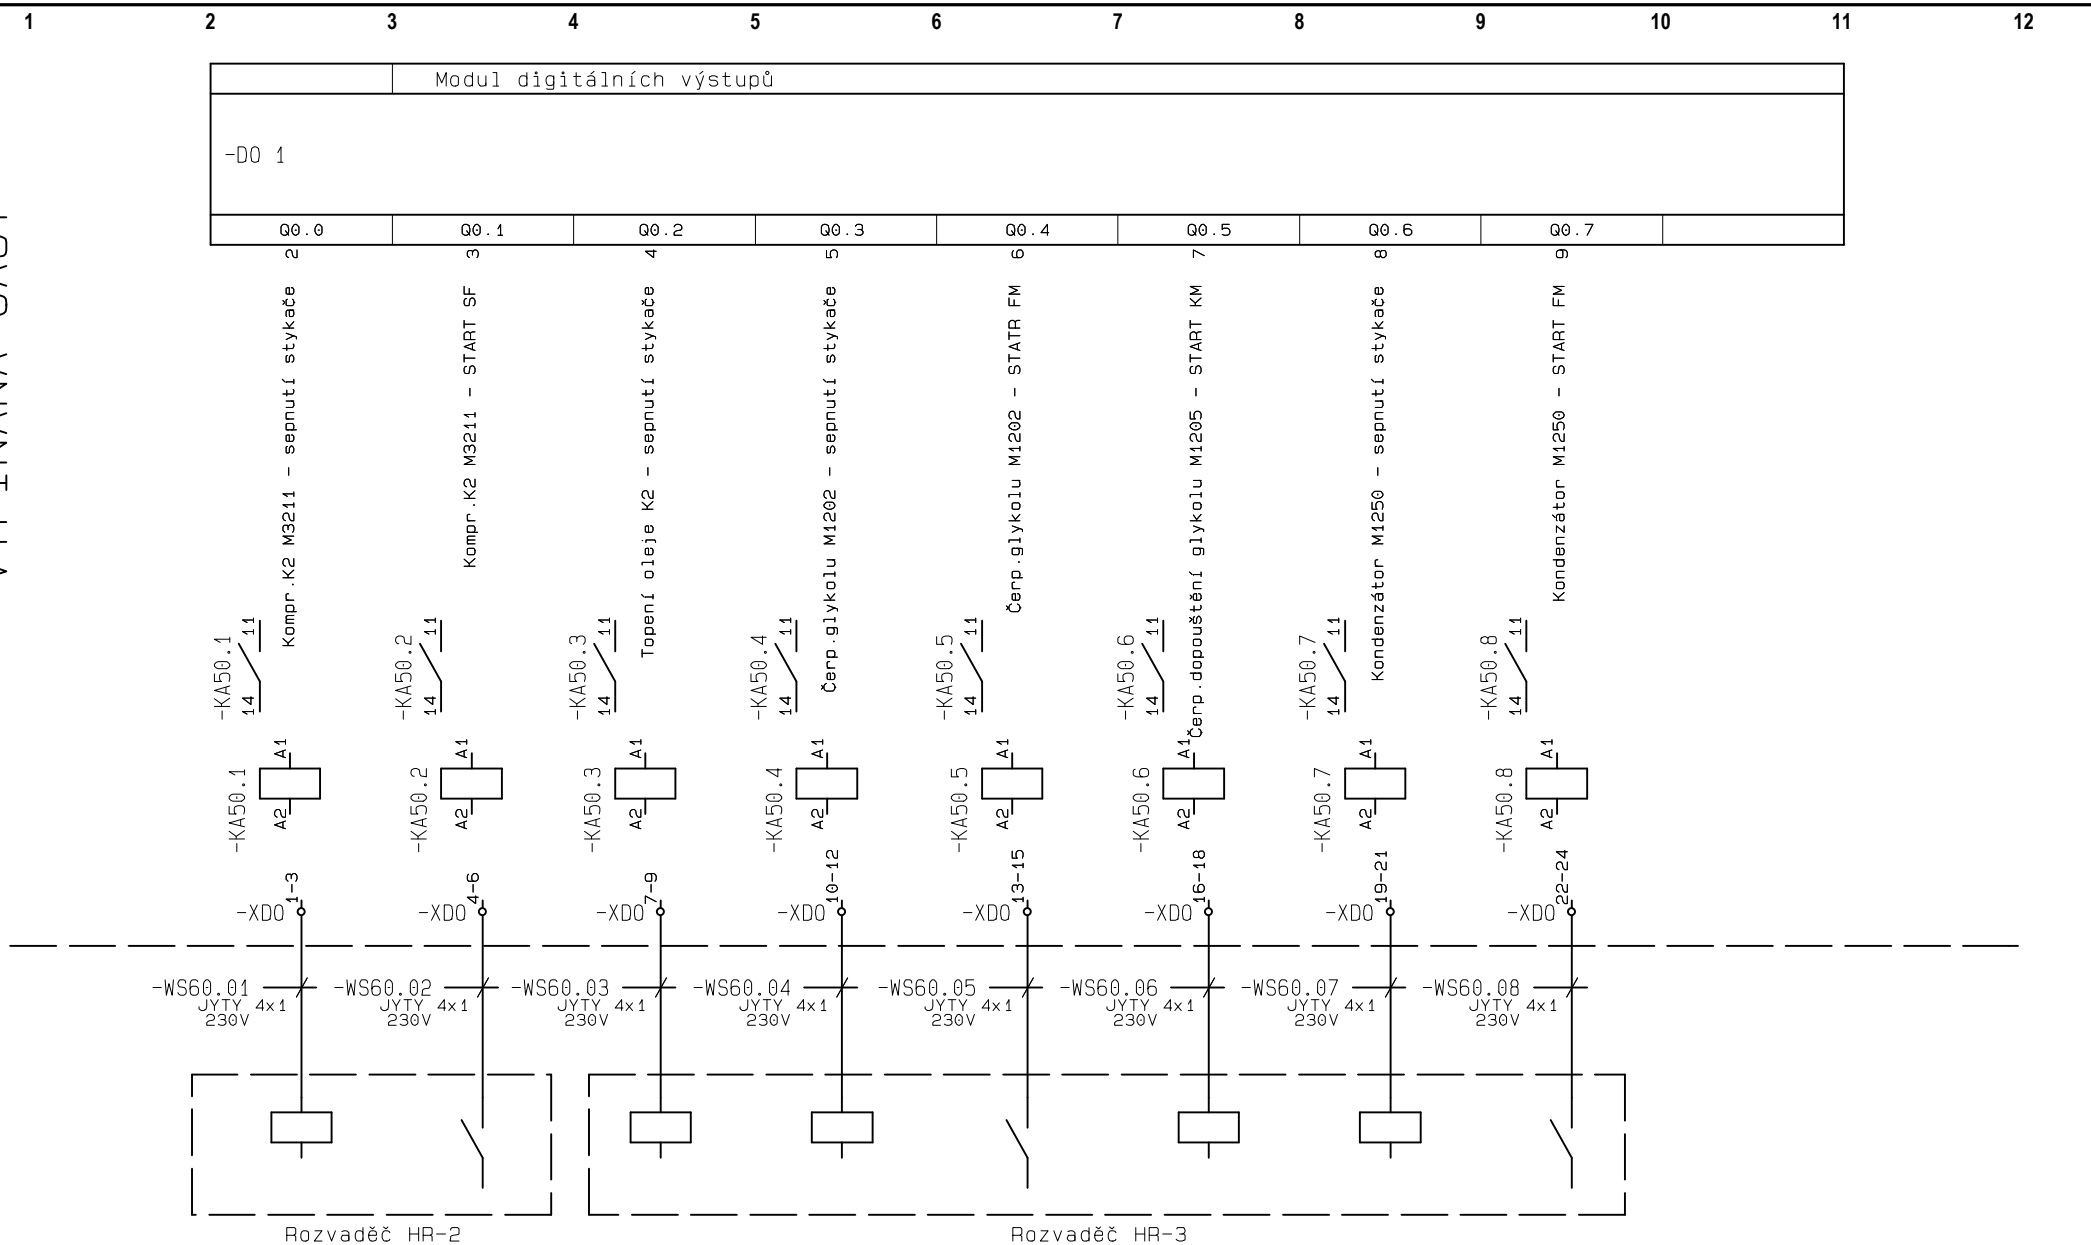 1 2 3 4 5 6 7 8 9 10 11 12
Modul digitálních výstupů
-DO 1
Q0.0 Q0.1 Q0.2 Q0.3 Q0.4 Q0.5 Q0.6 Q0.7
2 3 4 5 6 7 8 9
Kompr.K2 M3211 - sepnutí stykače
Kompr.K2 M3211 - START SF
Topení oleje K2 - sepnutí stykače
Čerp.glykolu M1202 - sepnutí stykače
Čerp.glykolu M1202 - STATR FM
Čerp.dopouštění glykolu M1205 - START KM
Kondenzátor M1250 - sepnutí stykače
Kondenzátor M1250 - START FM
-KA50.1 14 11
-KA50.2 14 11
-KA50.3 14 11
-KA50.4 14 11
-KA50.5 14 11
-KA50.6 14 11
-KA50.7 14 11
-KA50.8 14 11
-KA50.1 A2 A1
-KA50.2 A2 A1
-KA50.3 A2 A1
-KA50.4 A2 A1
-KA50.5 A2 A1
-KA50.6 A2 A1
-KA50.7 A2 A1
-KA50.8 A2 A1
-XDO 1-3
-XDO 4-6
-XDO 7-9
-XDO 10-12
-XDO 13-15
-XDO 16-18
-XDO 19-21
-XDO 22-24
-WS60.01
JYTY 4x1
230V
-WS60.02
JYTY 4x1
230V
-WS60.03
JYTY 4x1
230V
-WS60.04
JYTY 4x1
230V
-WS60.05
JYTY 4x1
230V
-WS60.06
JYTY 4x1
230V
-WS60.07
JYTY 4x1
230V
-WS60.08
JYTY 4x1
230V
Rozvaděč HR-2
Rozvaděč HR-3